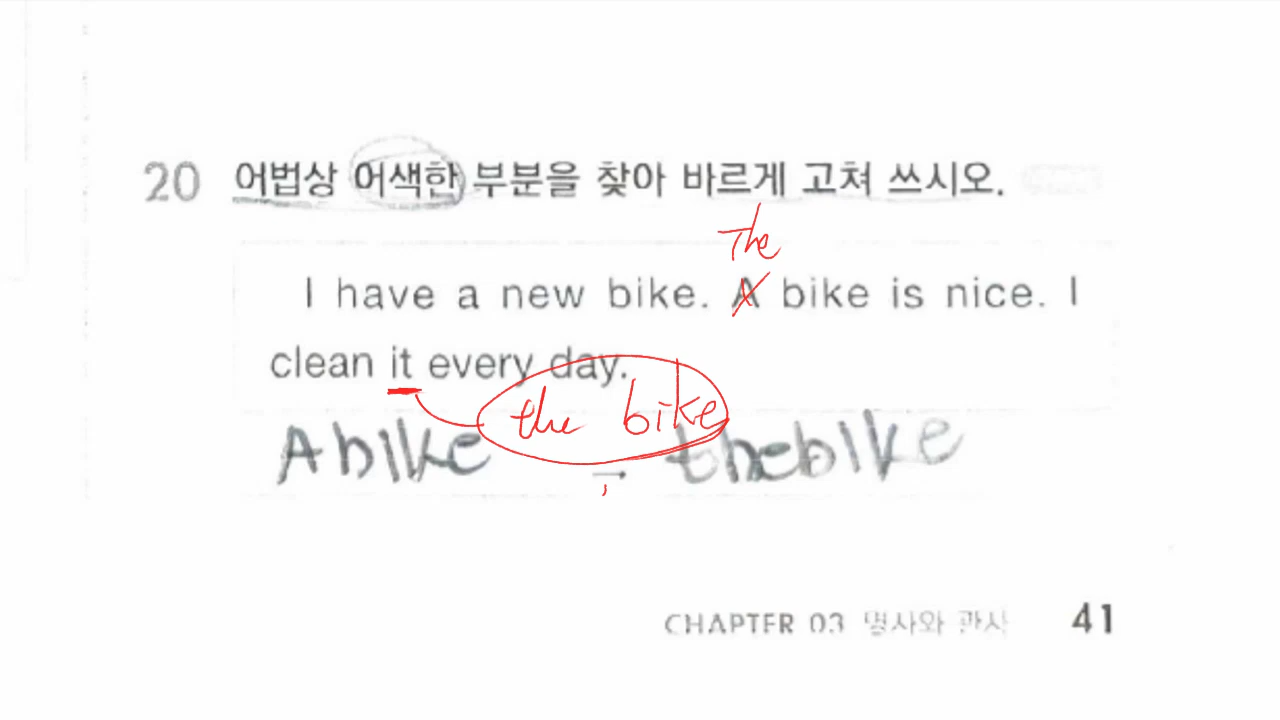 20 어법상 어색한 부분을 찾아 바르게 고쳐 쓰시오.
The
I have a new bike. A bike is nice. I
clean it every day.
the bike
A bike → the bike
CHAPTER 03 명사와 관사 41